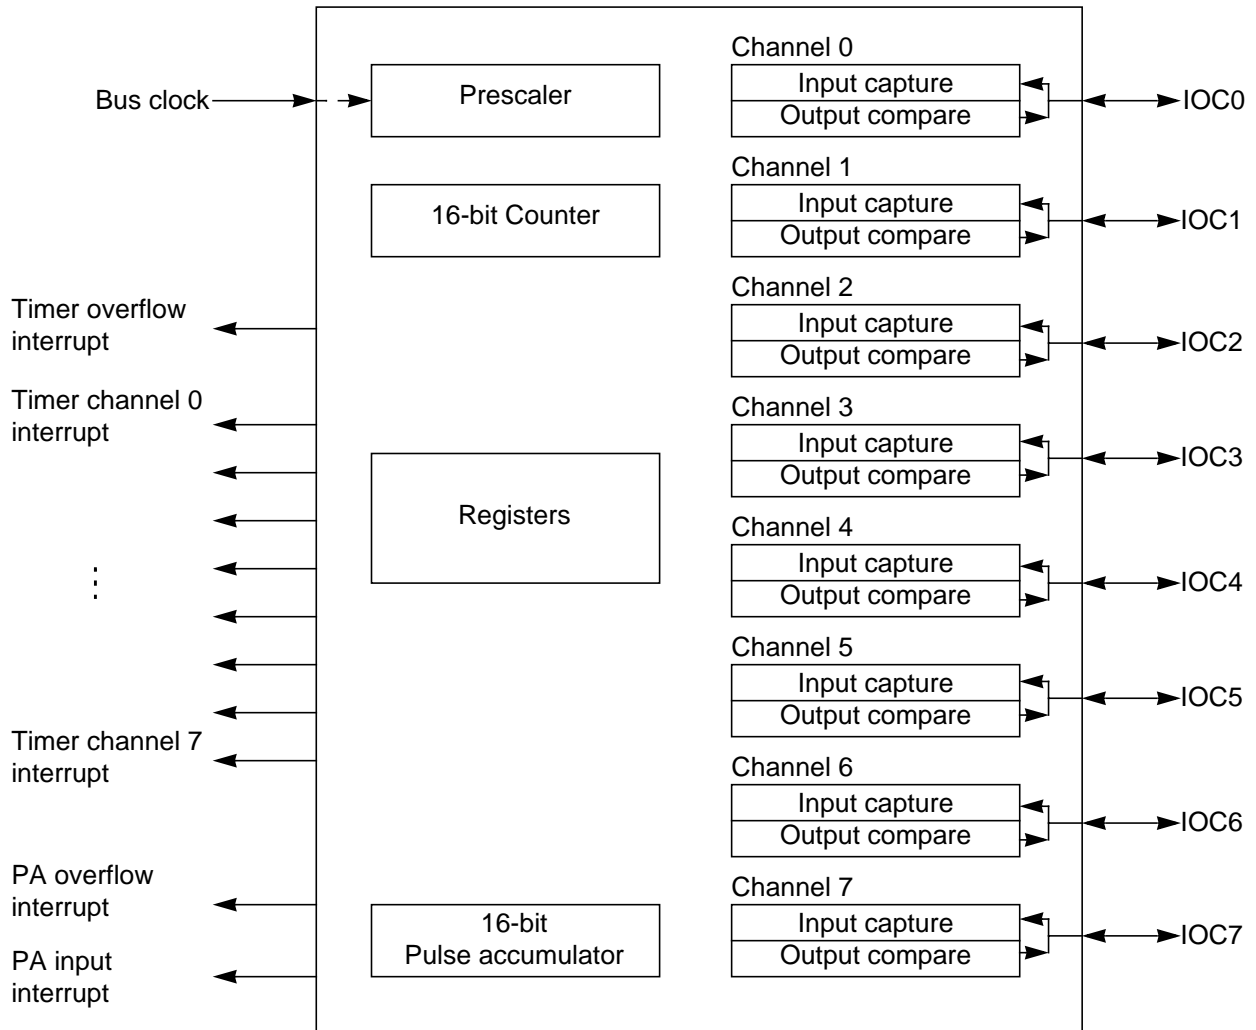 Bus clock
Timer overflow
interrupt
Timer channel 0
interrupt
Timer channel 7
interrupt
PA overflow
interrupt
PA input
interrupt
Prescaler
16-bit Counter
Registers
16-bit
Pulse accumulator
Channel 0
Input capture
Output compare
IOC0
Channel 1
Input capture
Output compare
IOC1
Channel 2
Input capture
Output compare
IOC2
Channel 3
Input capture
Output compare
IOC3
Channel 4
Input capture
Output compare
IOC4
Channel 5
Input capture
Output compare
IOC5
Channel 6
Input capture
Output compare
IOC6
Channel 7
Input capture
Output compare
IOC7